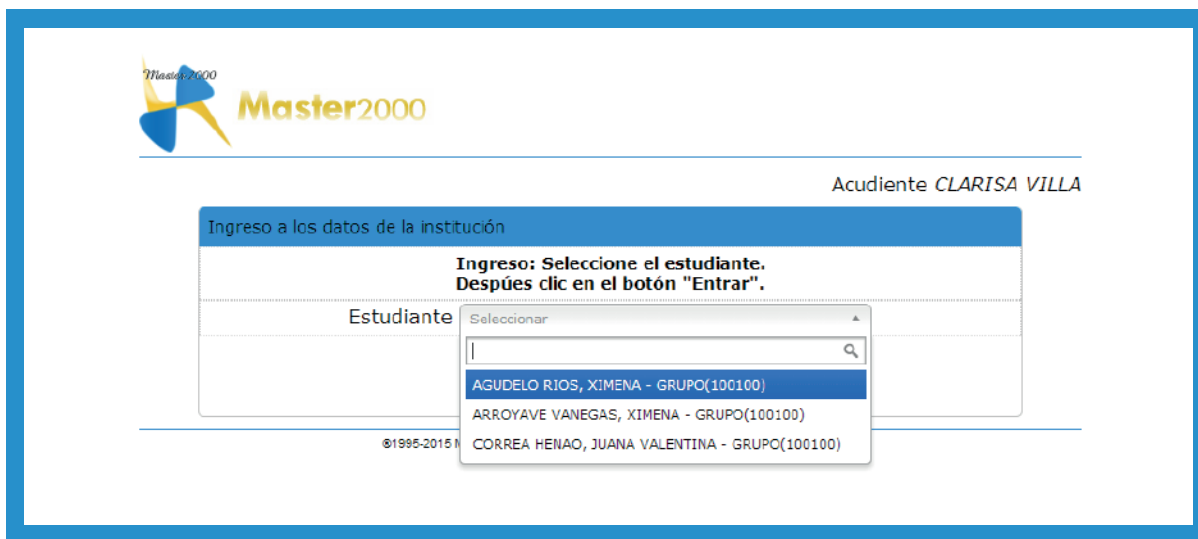 Master 2000
Master2000
Acudiente CLARISA VILLA
Ingreso a los datos de la institución
Ingreso: Seleccione el estudiante.
Despúes clic en el botón "Entrar".
Estudiante Seleccionar
AGUDELO RIOS, XIMENA - GRUPO(100100)
ARROYAVE VANEGAS, XIMENA - GRUPO(100100)
CORREA HENAO, JUANA VALENTINA - GRUPO(100100)
©1995-2015